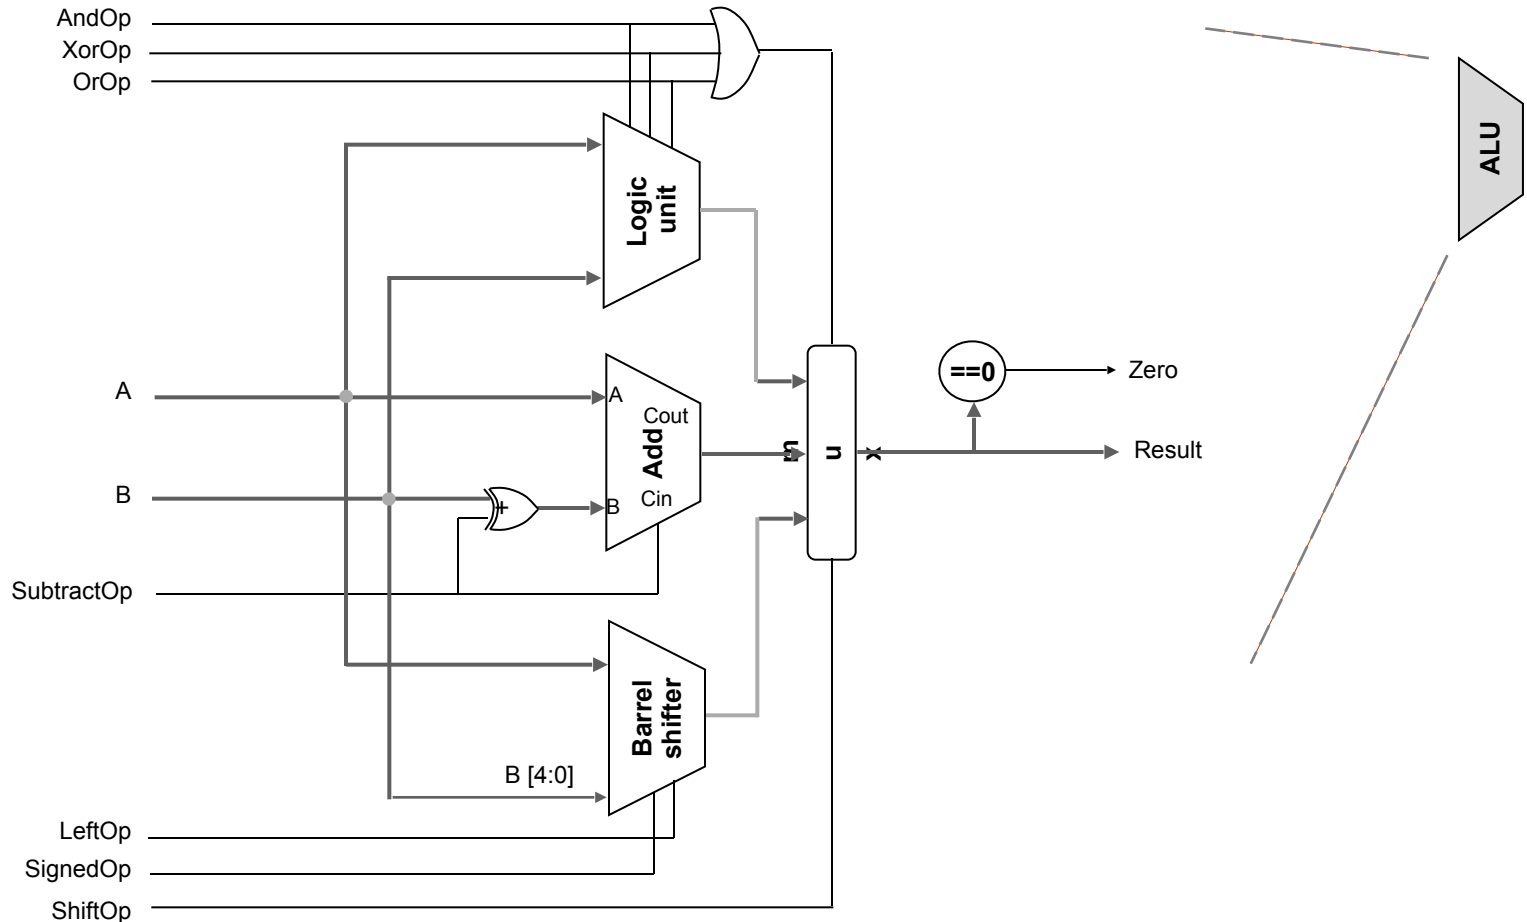 AndOp
XorOp
OrOp
ALU
Logic
unit
==0
Zero
A
A
Cout
Add
m
u
x
Result
B
+
B
Cin
SubtractOp
Barrel
shifter
B [4:0]
LeftOp
SignedOp
ShiftOp